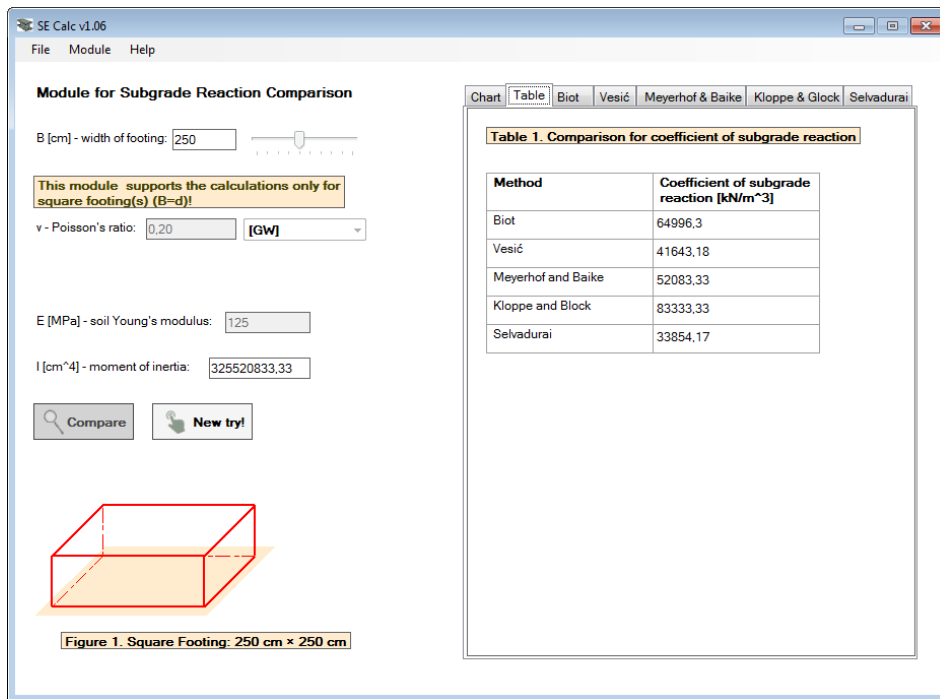 SE Calc v1.06
File Module Help
Module for Subgrade Reaction Comparison
B [cm] - width of footing: 250
This module supports the calculations only for
square footing(s) (B=d)!
v - Poisson's ratio: 0,20 [GW]
E [MPa] - soil Young's modulus: 125
I [cm^4] - moment of inertia: 325520833,33
Compare New try!
Figure 1. Square Footing: 250 cm × 250 cm
Chart Table Biot Vesić Meyerhof & Baike Kloppe & Glock Selvadurai
Table 1. Comparison for coefficient of subgrade reaction
Method Coefficient of subgrade
reaction [kN/m^3]
Biot 64996,3
Vesić 41643,18
Meyerhof and Baike 52083,33
Kloppe and Block 83333,33
Selvadurai 33854,17